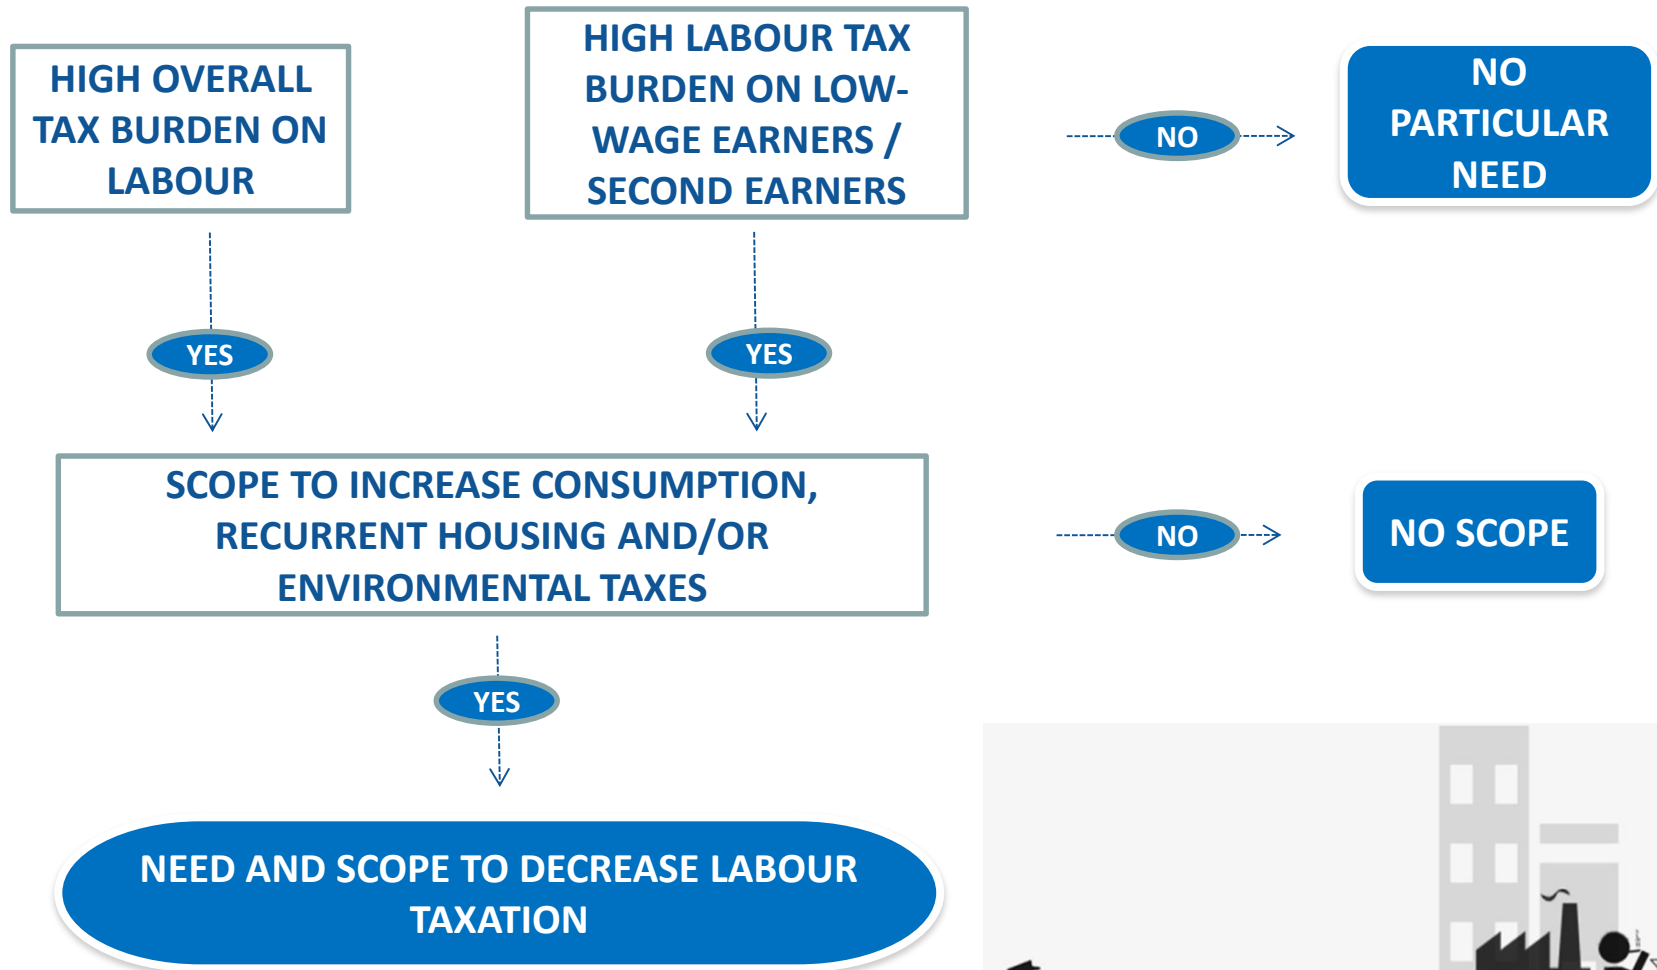 HIGH OVERALL
TAX BURDEN ON
LABOUR
HIGH LABOUR TAX
BURDEN ON LOW-
WAGE EARNERS /
SECOND EARNERS
NO
NO
PARTICULAR
NEED
YES
YES
SCOPE TO INCREASE CONSUMPTION,
RECURRENT HOUSING AND/OR
ENVIRONMENTAL TAXES
NO
NO SCOPE
YES
NEED AND SCOPE TO DECREASE LABOUR
TAXATION